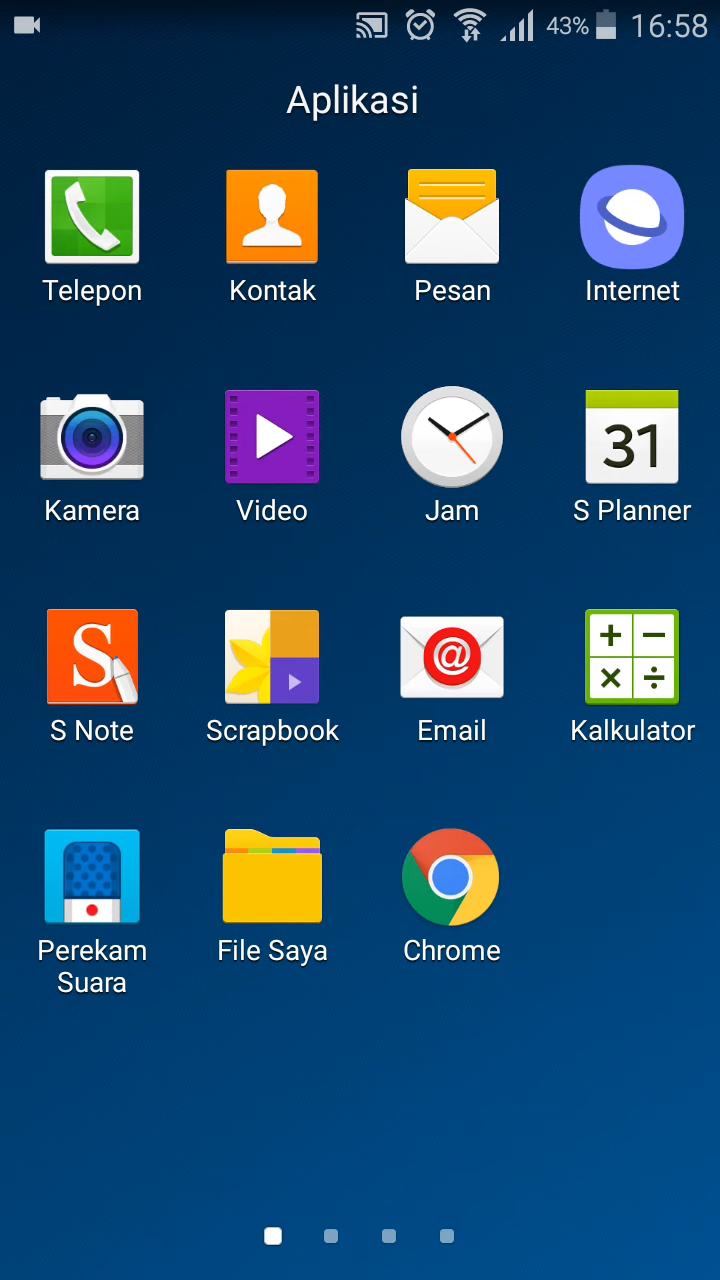 43% 16:58
Aplikasi
Telepon Kontak Pesan Internet
31
Kamera Video Jam S Planner
S @ + − × ÷
S Note Scrapbook Email Kalkulator
Perekam Suara File Saya Chrome